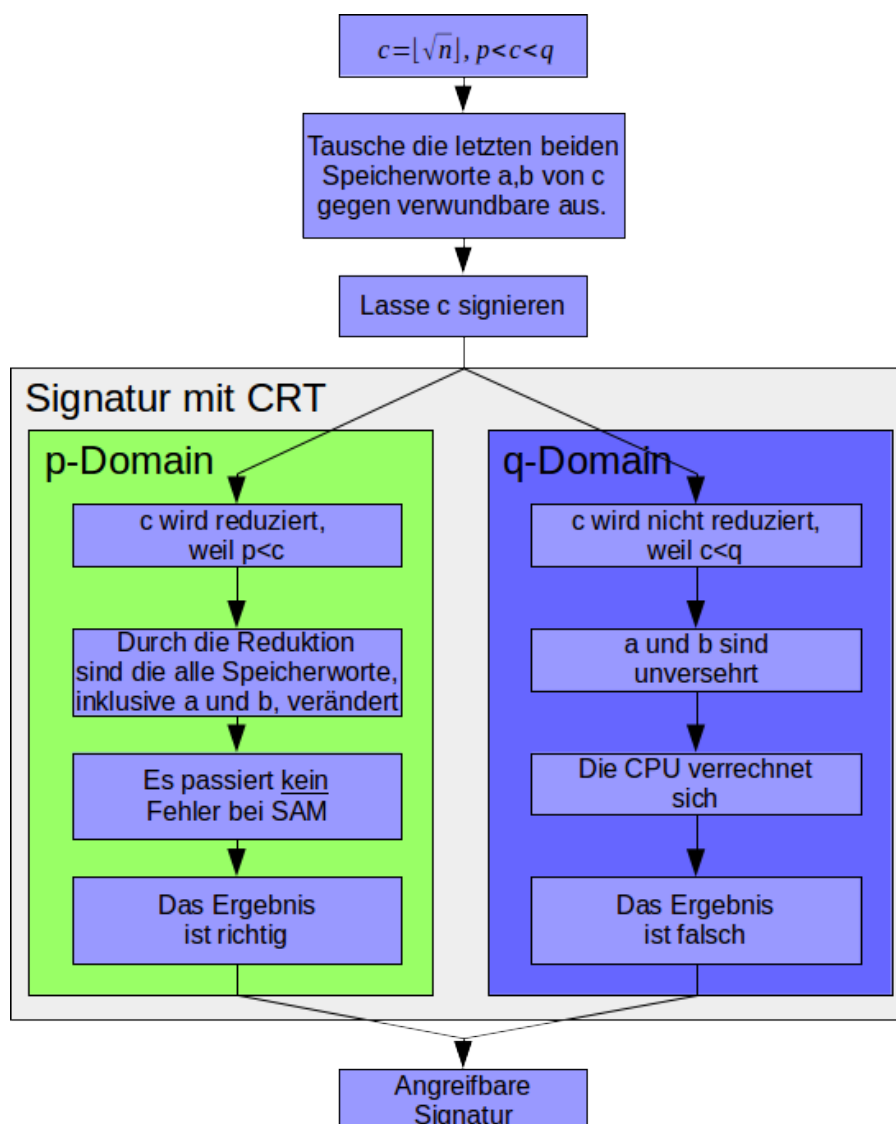 c=⌊√n⌋, p<c<q
Tausche die letzten beiden
Speicherworte a,b von c
gegen verwundbare aus.
Lasse c signieren
Signatur mit CRT
p-Domain
c wird reduziert,
weil p<c
Durch die Reduktion
sind die alle Speicherworte,
inklusive a und b, verändert
Es passiert kein
Fehler bei SAM
Das Ergebnis
ist richtig
q-Domain
c wird nicht reduziert,
weil c<q
a und b sind
unversehrt
Die CPU verrechnet
sich
Das Ergebnis
ist falsch
Angreifbare
Signatur